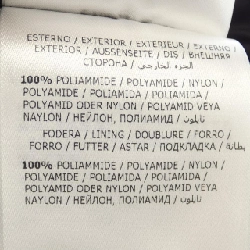 ESTERNO / EXTERIOR / EXTERIEUR / EXTERNO /
EXTERIOR / AUSSENSEITE / DIS / ВНЕШНЯЯ
СТОРОНА / الجزء الخارجي /
100% POLIAMMIDE / POLYAMIDE / NYLON /
POLYAMIDE / POLIAMIDA / POLIAMIDA /
POLYAMID ODER NYLON / POLYAMID VEYA
NAYLON / НЕЙЛОН, ПОЛИАМИД / نايلون /
FODERA / LINING / DOUBLURE / FORRO /
FORRO / FUTTER / ASTAR / ПОДКЛАДКА / بطانة
100% POLIAMMIDE / POLYAMIDE / NYLON /
POLYAMIDE / POLIAMIDA / POLIAMIDA /
POLYAMID ODER NYLON / POLYAMID VEYA
NAYLON / НЕЙЛОН, ПОЛИАМИД / نايلون /